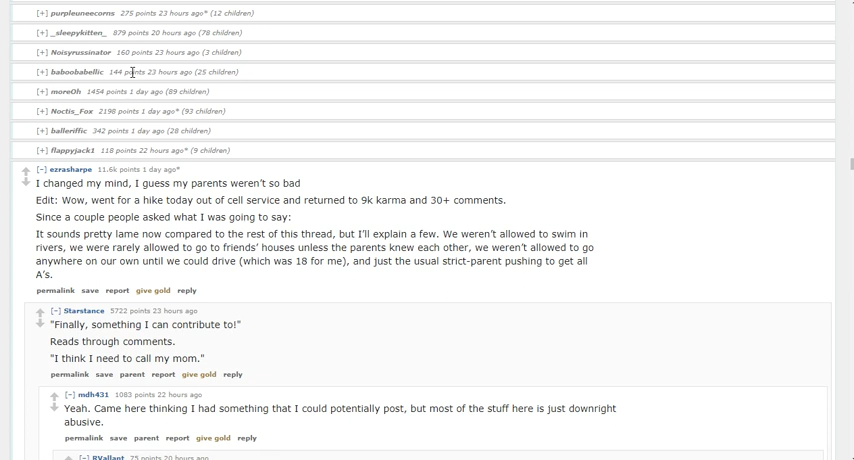 [+] purpleuneecorns 275 points 23 hours ago* (12 children)
[+] _sleepykitten_ 879 points 20 hours ago (78 children)
[+] Noisyrussinator 160 points 23 hours ago (3 children)
[+] baboobabellic 144 points 23 hours ago (25 children)
[+] moreOh 1454 points 1 day ago (89 children)
[+] Noctis_Fox 2198 points 1 day ago* (93 children)
[+] balleriffic 342 points 1 day ago (28 children)
[+] flappyjack1 118 points 22 hours ago* (9 children)
[–] ezrasharpe 11.6k points 1 day ago*
I changed my mind, I guess my parents weren't so bad
Edit: Wow, went for a hike today out of cell service and returned to 9k karma and 30+ comments.
Since a couple people asked what I was going to say:
It sounds pretty lame now compared to the rest of this thread, but I'll explain a few. We weren't allowed to swim in
rivers, we were rarely allowed to go to friends' houses unless the parents knew each other, we weren't allowed to go
anywhere on our own until we could drive (which was 18 for me), and just the usual strict-parent pushing to get all
A's.
permalink save report give gold reply
[–] Starstance 5722 points 23 hours ago
"Finally, something I can contribute to!"
Reads through comments.
"I think I need to call my mom."
permalink save parent report give gold reply
[–] mdh431 1083 points 22 hours ago
Yeah. Came here thinking I had something that I could potentially post, but most of the stuff here is just downright
abusive.
permalink save parent report give gold reply
[–] RVallant 75 points 20 hours ago